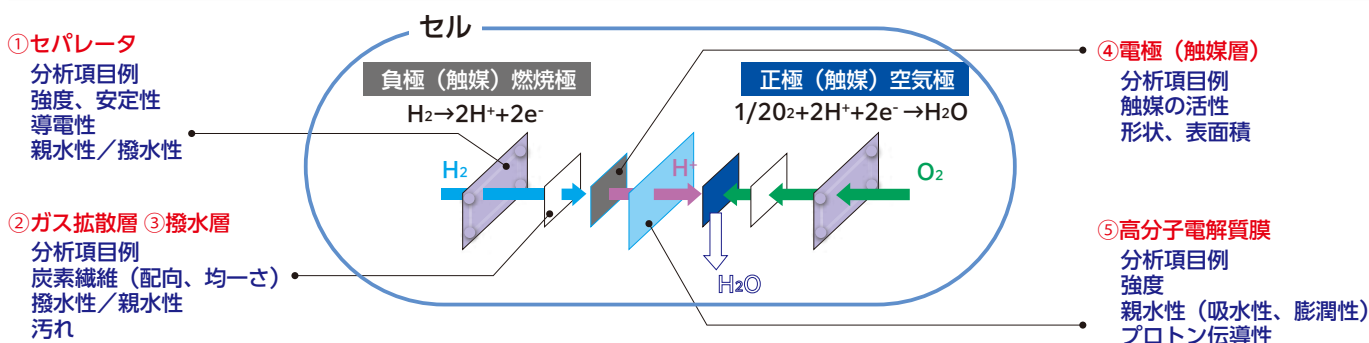 セル
①セパレータ
分析項目例
強度、安定性
導電性
親水性／撥水性
②ガス拡散層 ③撥水層
分析項目例
炭素繊維（配向、均一さ）
撥水性／親水性
汚れ
負極（触媒）燃焼極
H₂→2H⁺+2e⁻
正極（触媒）空気極
1/2O₂+2H⁺+2e⁻→H₂O
H₂
H⁺
O₂
H₂O
④電極（触媒層）
分析項目例
触媒の活性
形状、表面積
⑤高分子電解質膜
分析項目例
強度
親水性（吸水性、膨潤性）
プロトン伝導性